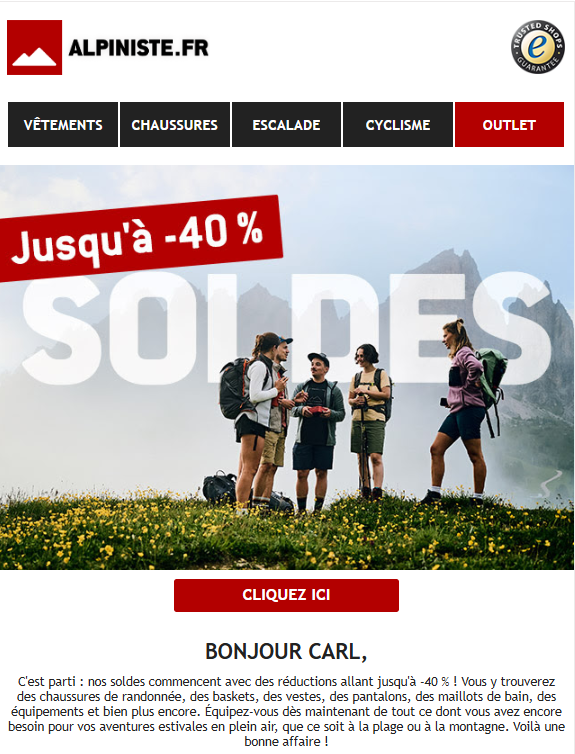 ALPINISTE.FR
TRUSTED SHOPS
e
GUARANTEE
VÊTEMENTS
CHAUSSURES
ESCALADE
CYCLISME
OUTLET
Jusqu'à -40 %
SOLDES
CLIQUEZ ICI
BONJOUR CARL,
C'est parti : nos soldes commencent avec des réductions allant jusqu'à -40 % ! Vous y trouverez
des chaussures de randonnée, des baskets, des vestes, des pantalons, des maillots de bain, des
équipements et bien plus encore. Équipez-vous dès maintenant de tout ce dont vous avez encore
besoin pour vos aventures estivales en plein air, que ce soit à la plage ou à la montagne. Voilà une
bonne affaire !